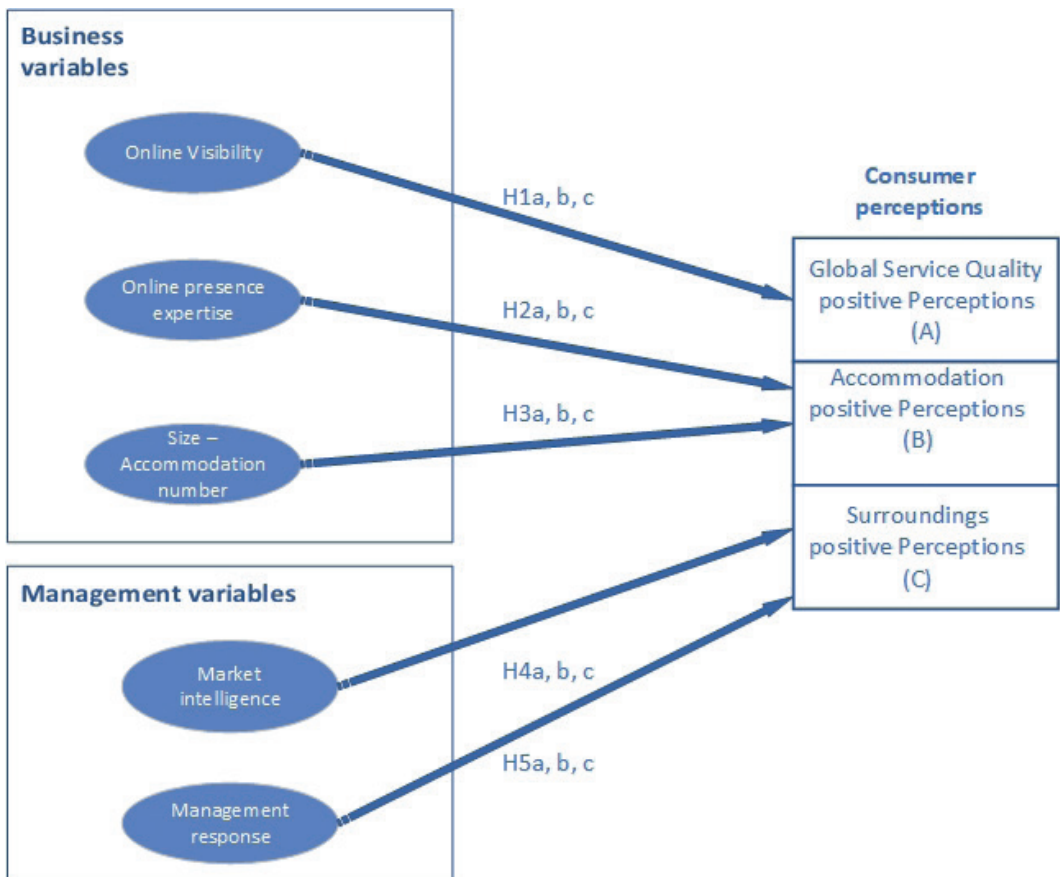 Business
variables
Online Visibility
Online presence
expertise
Size –
Accommodation
number
H1a, b, c
H2a, b, c
H3a, b, c
Management variables
Market
intelligence
Management
response
H4a, b, c
H5a, b, c
Consumer
perceptions
Global Service Quality
positive Perceptions
(A)
Accommodation
positive Perceptions
(B)
Surroundings
positive Perceptions
(C)